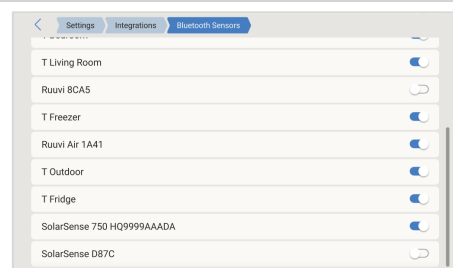 Settings
Integrations
Bluetooth Sensors
T Living Room
Ruuvi 8CA5
T Freezer
Ruuvi Air 1A41
T Outdoor
T Fridge
SolarSense 750 HQ9999AAADA
SolarSense D87C